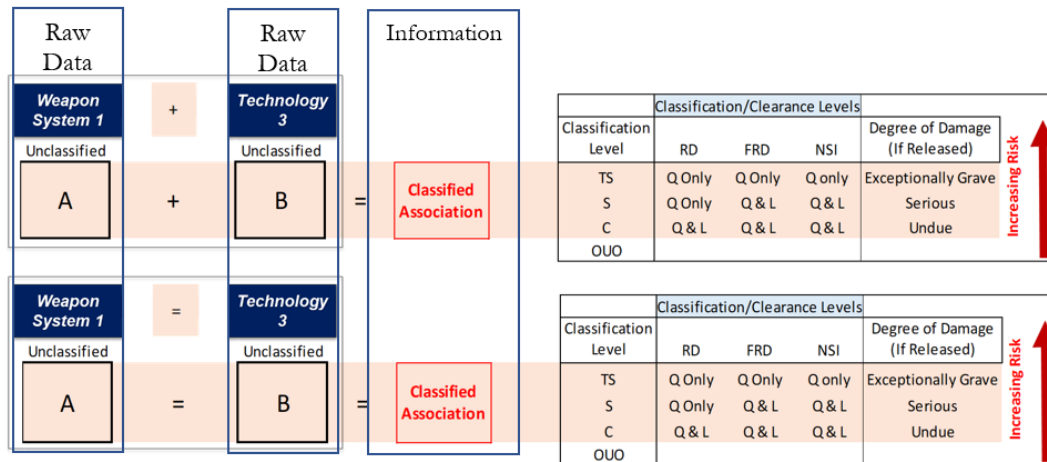 Raw
Data
Raw
Data
Information
Weapon
System 1
+
Technology
3
Unclassified
Unclassified
A
+
B
=
Classified
Association
Classification/Clearance Levels
Classification
Level
RD
FRD
NSI
Degree of Damage
(If Released)
TS
Q Only
Q Only
Q only
Exceptionally Grave
S
Q Only
Q & L
Q & L
Serious
C
Q & L
Q & L
Q & L
Undue
OUO
Increasing Risk
Weapon
System 1
=
Technology
3
Unclassified
Unclassified
A
=
B
=
Classified
Association
Classification/Clearance Levels
Classification
Level
RD
FRD
NSI
Degree of Damage
(If Released)
TS
Q Only
Q Only
Q only
Exceptionally Grave
S
Q Only
Q & L
Q & L
Serious
C
Q & L
Q & L
Q & L
Undue
OUO
Increasing Risk